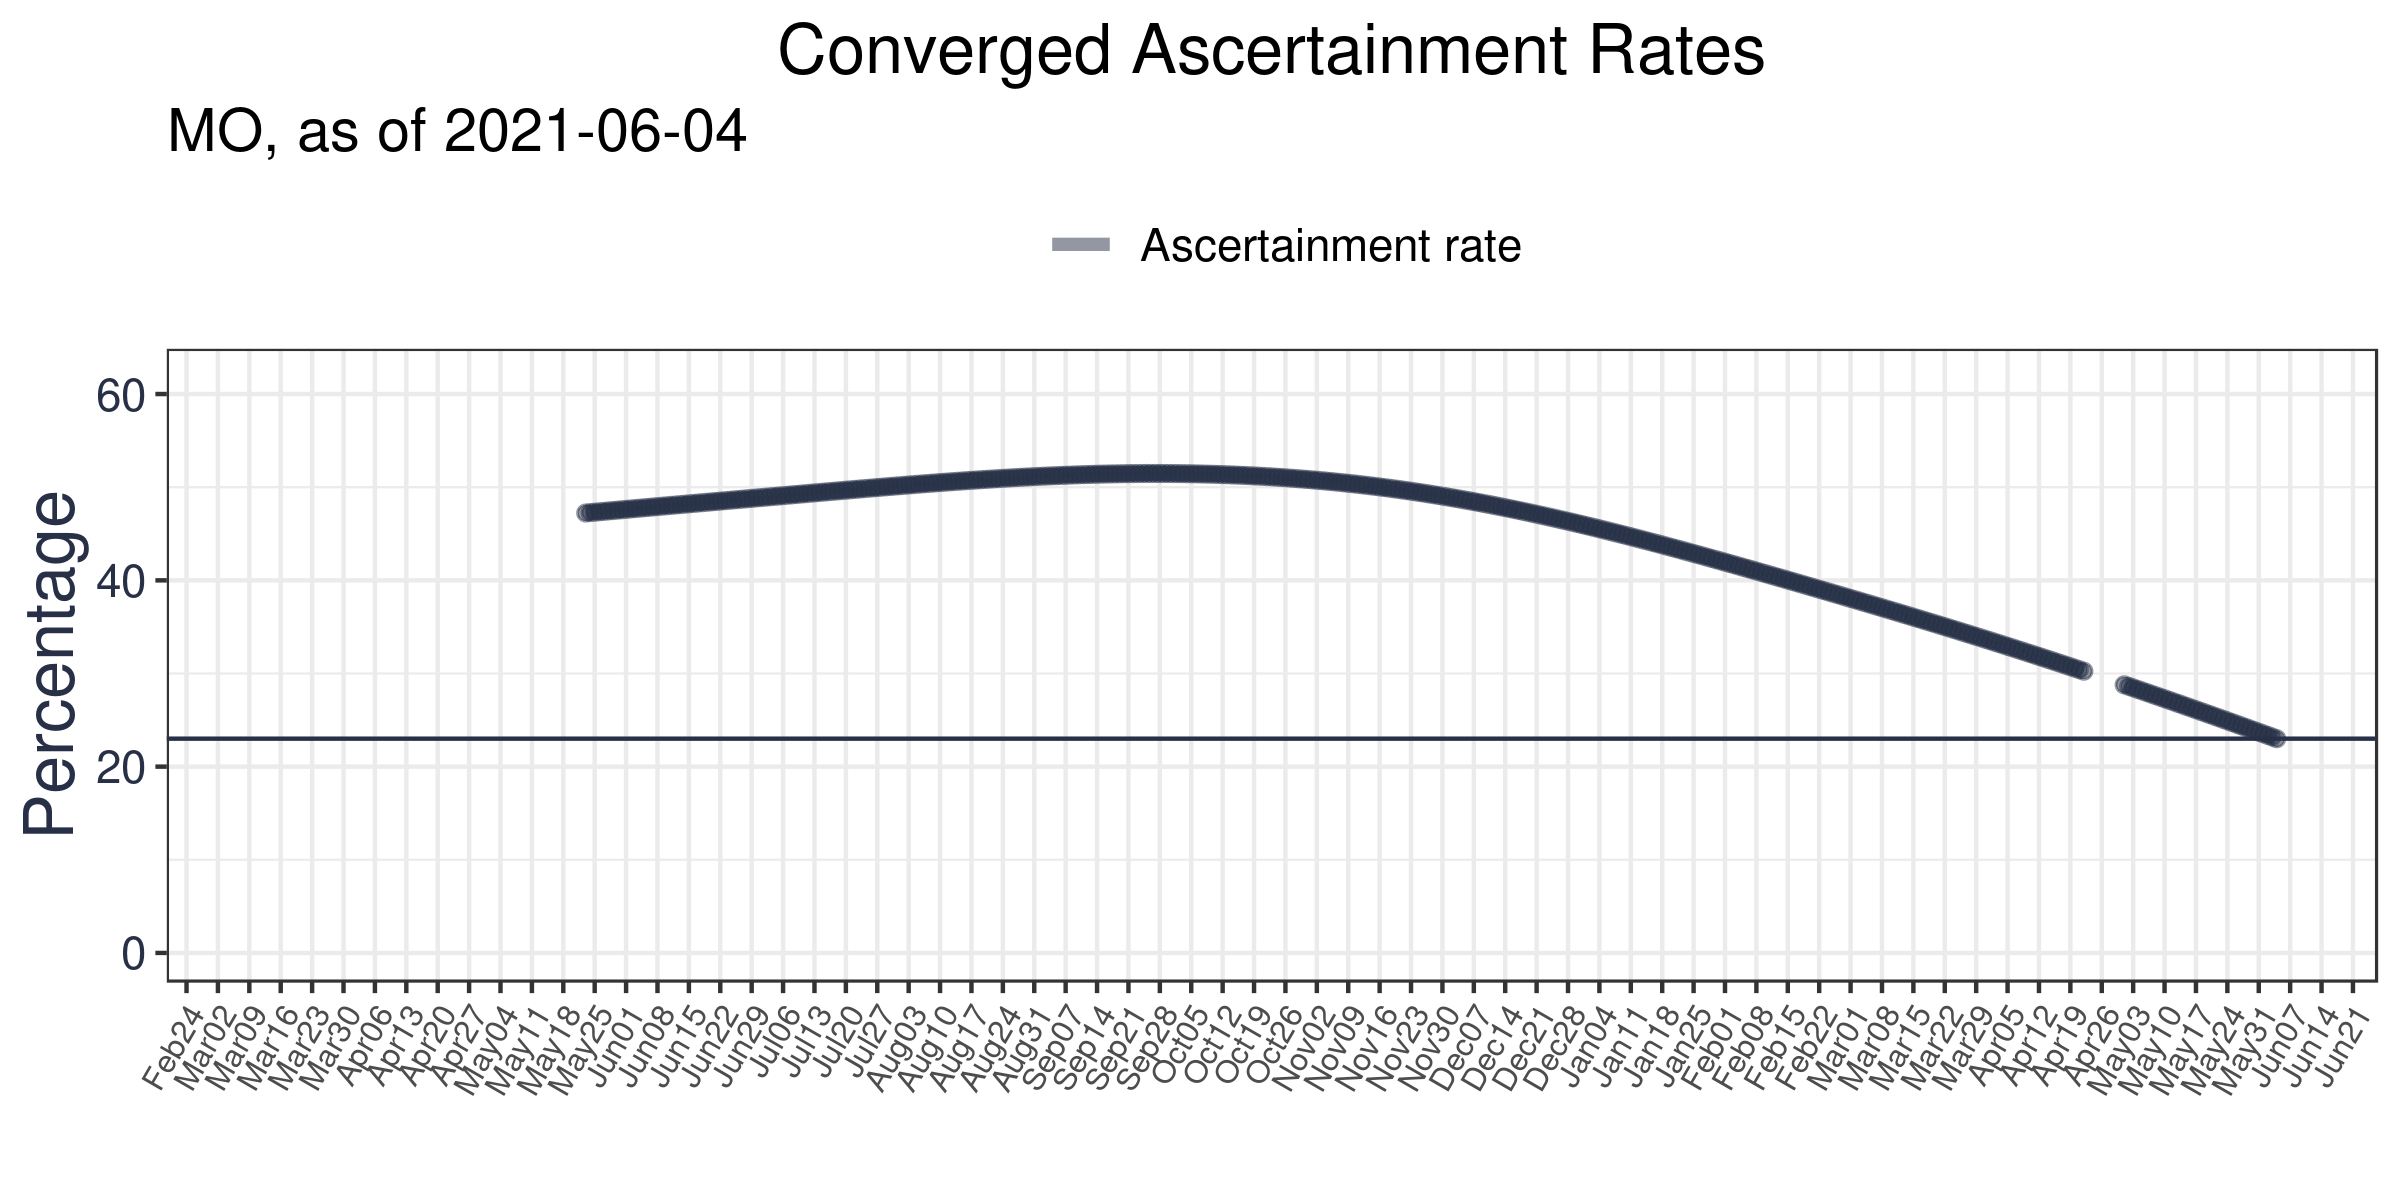 Converged Ascertainment Rates
MO, as of 2021-06-04
Ascertainment rate
Percentage
60
40
20
0
Feb24
Mar02
Mar09
Mar16
Mar23
Mar30
Apr06
Apr13
Apr20
Apr27
May04
May11
May18
May25
Jun01
Jun08
Jun15
Jun22
Jun29
Jul06
Jul13
Jul20
Jul27
Aug03
Aug10
Aug17
Aug24
Aug31
Sep07
Sep14
Sep21
Sep28
Oct05
Oct12
Oct19
Oct26
Nov02
Nov09
Nov16
Nov23
Nov30
Dec07
Dec14
Dec21
Dec28
Jan04
Jan11
Jan18
Jan25
Feb01
Feb08
Feb15
Feb22
Mar01
Mar08
Mar15
Mar22
Mar29
Apr05
Apr12
Apr19
Apr26
May03
May10
May17
May24
May31
Jun07
Jun14
Jun21